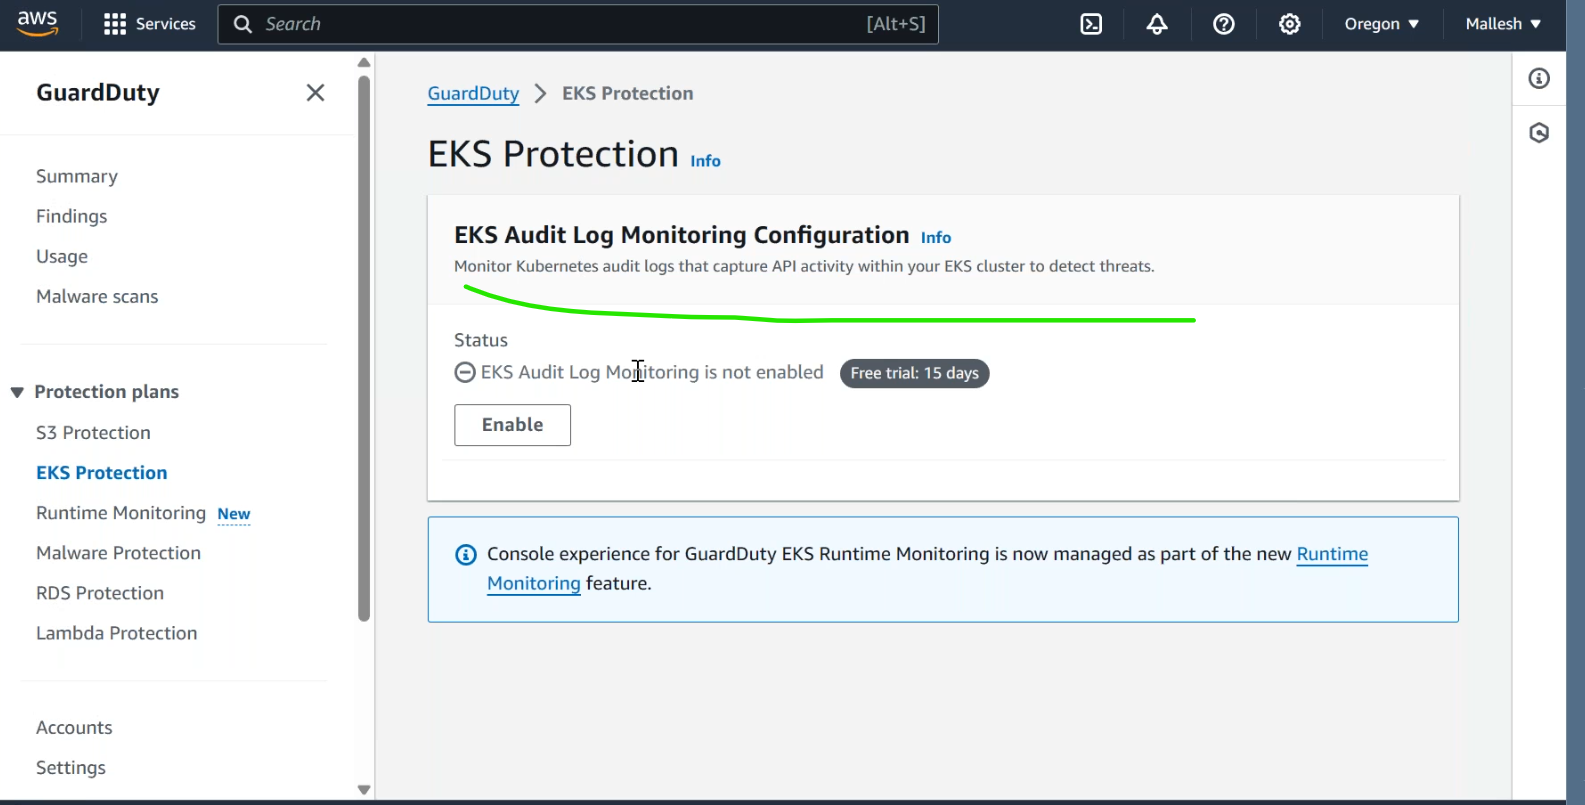 aws Services Search [Alt+S] Oregon Mallesh
GuardDuty
Summary
Findings
Usage
Malware scans
Protection plans
S3 Protection
EKS Protection
Runtime Monitoring New
Malware Protection
RDS Protection
Lambda Protection
Accounts
Settings
GuardDuty > EKS Protection
EKS Protection Info
EKS Audit Log Monitoring Configuration Info
Monitor Kubernetes audit logs that capture API activity within your EKS cluster to detect threats.
Status
EKS Audit Log Monitoring is not enabled Free trial: 15 days
Enable
Console experience for GuardDuty EKS Runtime Monitoring is now managed as part of the new Runtime
Monitoring feature.